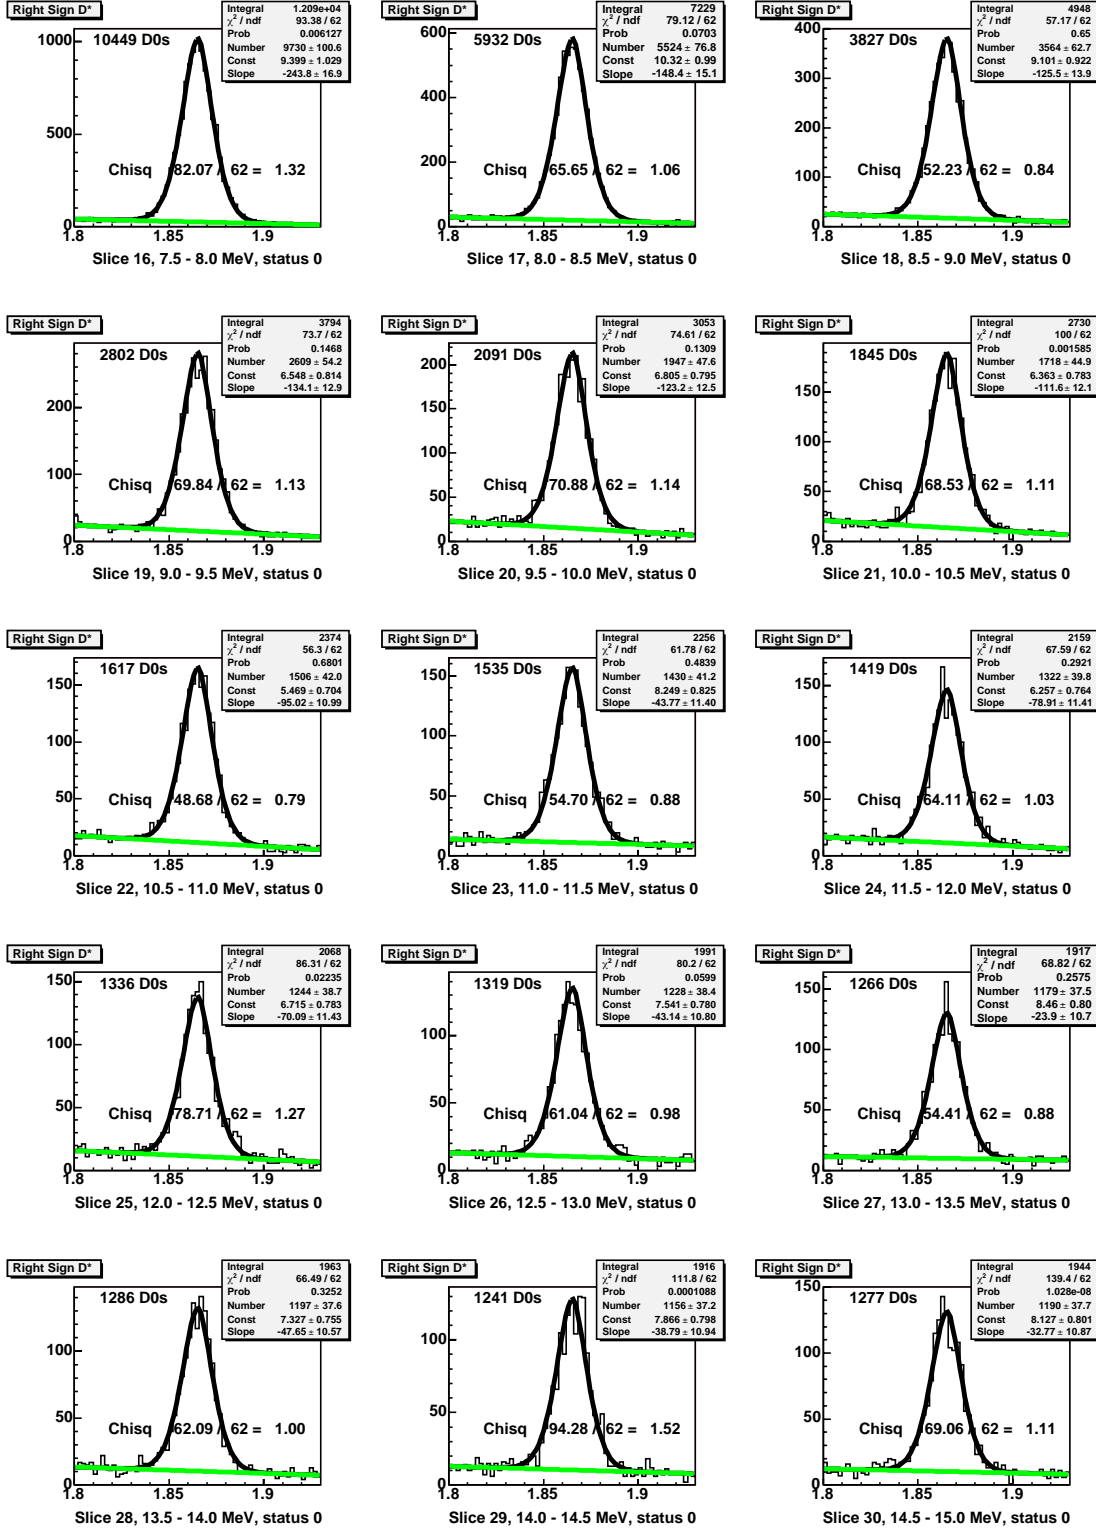 Right Sign D*
Integral 1.209e+04
χ² / ndf 93.38 / 62
Prob 0.006127
Number 9730 ± 100.6
Const 9.399 ± 1.029
Slope -243.8 ± 16.9
10449 D0s
1000
500
0
Chisq 82.07 / 62 = 1.32
1.8 1.85 1.9
Slice 16, 7.5 - 8.0 MeV, status 0
Right Sign D*
Integral 7229
χ² / ndf 79.12 / 62
Prob 0.0703
Number 5524 ± 76.8
Const 10.32 ± 0.99
Slope -148.4 ± 15.1
5932 D0s
600
400
200
0
Chisq 65.65 / 62 = 1.06
1.8 1.85 1.9
Slice 17, 8.0 - 8.5 MeV, status 0
Right Sign D*
Integral 4948
χ² / ndf 57.17 / 62
Prob 0.65
Number 3564 ± 62.7
Const 9.101 ± 0.922
Slope -125.5 ± 13.9
3827 D0s
400
300
200
100
0
Chisq 52.23 / 62 = 0.84
1.8 1.85 1.9
Slice 18, 8.5 - 9.0 MeV, status 0
Right Sign D*
Integral 3794
χ² / ndf 73.7 / 62
Prob 0.1468
Number 2609 ± 54.2
Const 6.548 ± 0.814
Slope -134.1 ± 12.9
2802 D0s
200
100
0
Chisq 69.84 / 62 = 1.13
1.8 1.85 1.9
Slice 19, 9.0 - 9.5 MeV, status 0
Right Sign D*
Integral 3053
χ² / ndf 74.61 / 62
Prob 0.1309
Number 1947 ± 47.6
Const 6.805 ± 0.795
Slope -123.2 ± 12.5
2091 D0s
200
150
100
50
0
Chisq 70.88 / 62 = 1.14
1.8 1.85 1.9
Slice 20, 9.5 - 10.0 MeV, status 0
Right Sign D*
Integral 2730
χ² / ndf 100 / 62
Prob 0.001585
Number 1718 ± 44.9
Const 6.363 ± 0.783
Slope -111.6 ± 12.1
1845 D0s
150
100
50
0
Chisq 68.53 / 62 = 1.11
1.8 1.85 1.9
Slice 21, 10.0 - 10.5 MeV, status 0
Right Sign D*
Integral 2374
χ² / ndf 56.3 / 62
Prob 0.6801
Number 1506 ± 42.0
Const 5.469 ± 0.704
Slope -95.02 ± 10.99
1617 D0s
150
100
50
0
Chisq 48.68 / 62 = 0.79
1.8 1.85 1.9
Slice 22, 10.5 - 11.0 MeV, status 0
Right Sign D*
Integral 2256
χ² / ndf 61.78 / 62
Prob 0.4839
Number 1430 ± 41.2
Const 8.249 ± 0.825
Slope -43.77 ± 11.40
1535 D0s
150
100
50
0
Chisq 54.70 / 62 = 0.88
1.8 1.85 1.9
Slice 23, 11.0 - 11.5 MeV, status 0
Right Sign D*
Integral 2159
χ² / ndf 67.59 / 62
Prob 0.2921
Number 1322 ± 39.8
Const 6.257 ± 0.764
Slope -78.91 ± 11.41
1419 D0s
150
100
50
0
Chisq 64.11 / 62 = 1.03
1.8 1.85 1.9
Slice 24, 11.5 - 12.0 MeV, status 0
Right Sign D*
Integral 2068
χ² / ndf 86.31 / 62
Prob 0.02235
Number 1244 ± 38.7
Const 6.715 ± 0.783
Slope -70.09 ± 11.43
1336 D0s
150
100
50
0
Chisq 78.71 / 62 = 1.27
1.8 1.85 1.9
Slice 25, 12.0 - 12.5 MeV, status 0
Right Sign D*
Integral 1991
χ² / ndf 80.2 / 62
Prob 0.0599
Number 1228 ± 38.4
Const 7.541 ± 0.780
Slope -43.14 ± 10.80
1319 D0s
100
50
0
Chisq 61.04 / 62 = 0.98
1.8 1.85 1.9
Slice 26, 12.5 - 13.0 MeV, status 0
Right Sign D*
Integral 1917
χ² / ndf 68.82 / 62
Prob 0.2575
Number 1179 ± 37.5
Const 8.46 ± 0.80
Slope -23.9 ± 10.7
1266 D0s
150
100
50
0
Chisq 54.41 / 62 = 0.88
1.8 1.85 1.9
Slice 27, 13.0 - 13.5 MeV, status 0
Right Sign D*
Integral 1963
χ² / ndf 66.49 / 62
Prob 0.3252
Number 1197 ± 37.6
Const 7.327 ± 0.755
Slope -47.65 ± 10.57
1286 D0s
100
50
0
Chisq 62.09 / 62 = 1.00
1.8 1.85 1.9
Slice 28, 13.5 - 14.0 MeV, status 0
Right Sign D*
Integral 1916
χ² / ndf 111.8 / 62
Prob 0.0001088
Number 1156 ± 37.2
Const 7.866 ± 0.798
Slope -38.79 ± 10.94
1241 D0s
100
50
0
Chisq 94.28 / 62 = 1.52
1.8 1.85 1.9
Slice 29, 14.0 - 14.5 MeV, status 0
Right Sign D*
Integral 1944
χ² / ndf 139.4 / 62
Prob 1.028e-08
Number 1190 ± 37.7
Const 8.127 ± 0.801
Slope -32.77 ± 10.87
1277 D0s
150
100
50
0
Chisq 69.06 / 62 = 1.11
1.8 1.85 1.9
Slice 30, 14.5 - 15.0 MeV, status 0